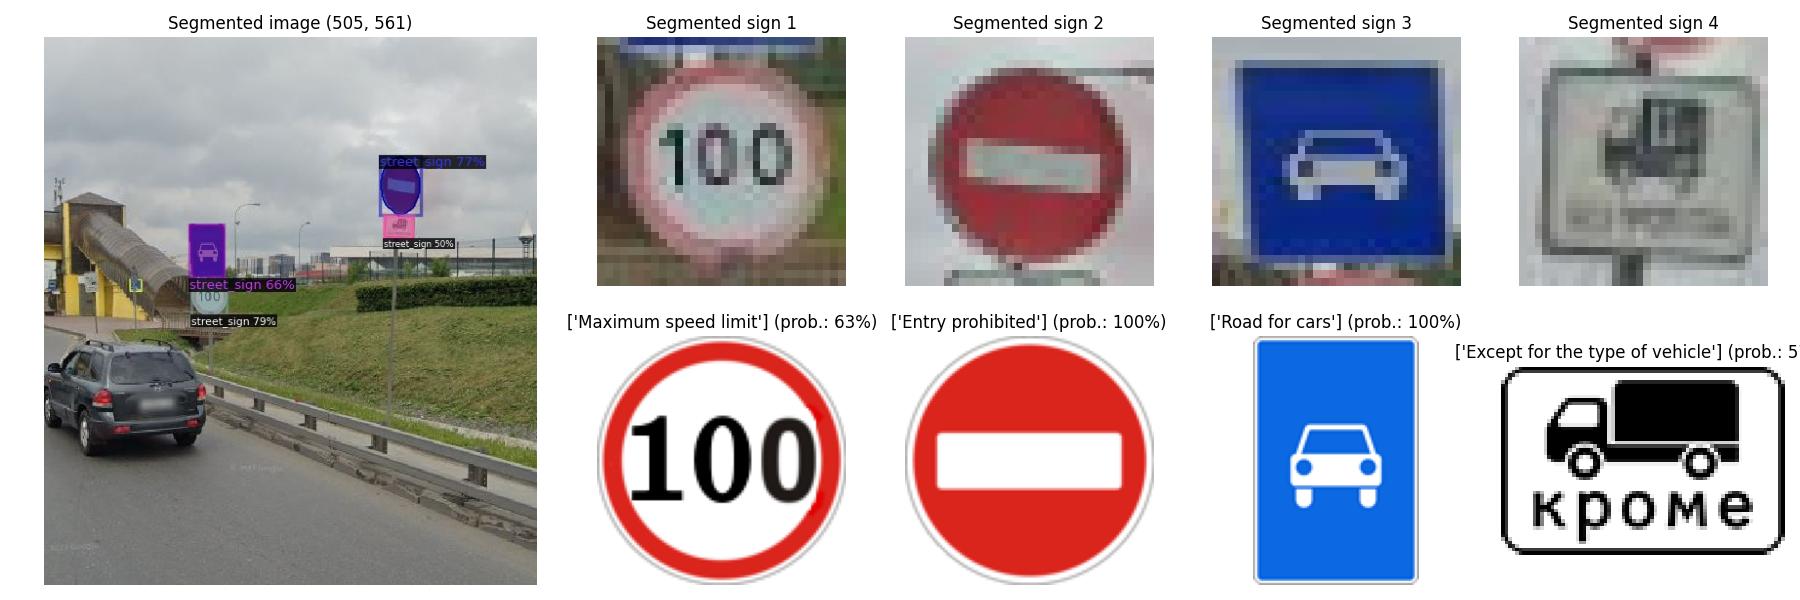 Segmented image (505, 561)
Segmented sign 1
Segmented sign 2
Segmented sign 3
Segmented sign 4
street_sign 77%
street_sign 50%
street_sign 66%
100
street_sign 79%
100
['Maximum speed limit'] (prob.: 63%)
['Entry prohibited'] (prob.: 100%)
['Road for cars'] (prob.: 100%)
['Except for the type of vehicle'] (prob.: 5
100
кроме